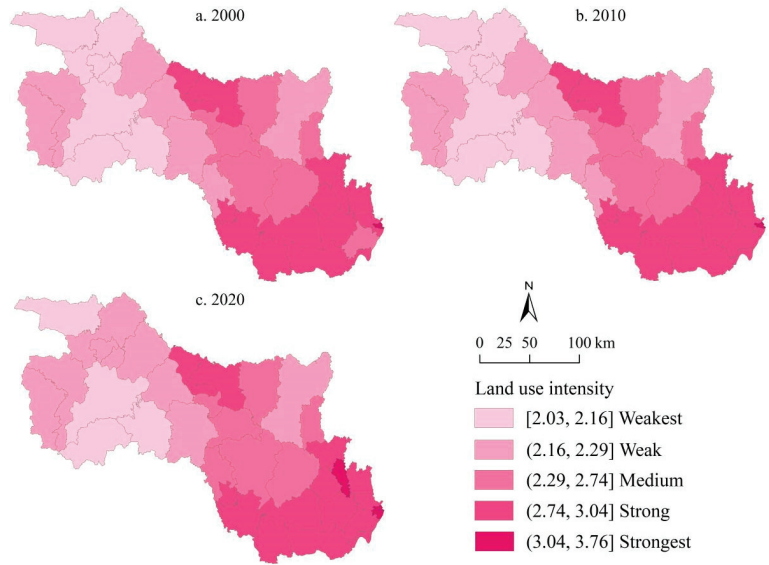 a. 2000
b. 2010
c. 2020
N
0 25 50 100 km
Land use intensity
[2.03, 2.16] Weakest
(2.16, 2.29] Weak
(2.29, 2.74] Medium
(2.74, 3.04] Strong
(3.04, 3.76] Strongest